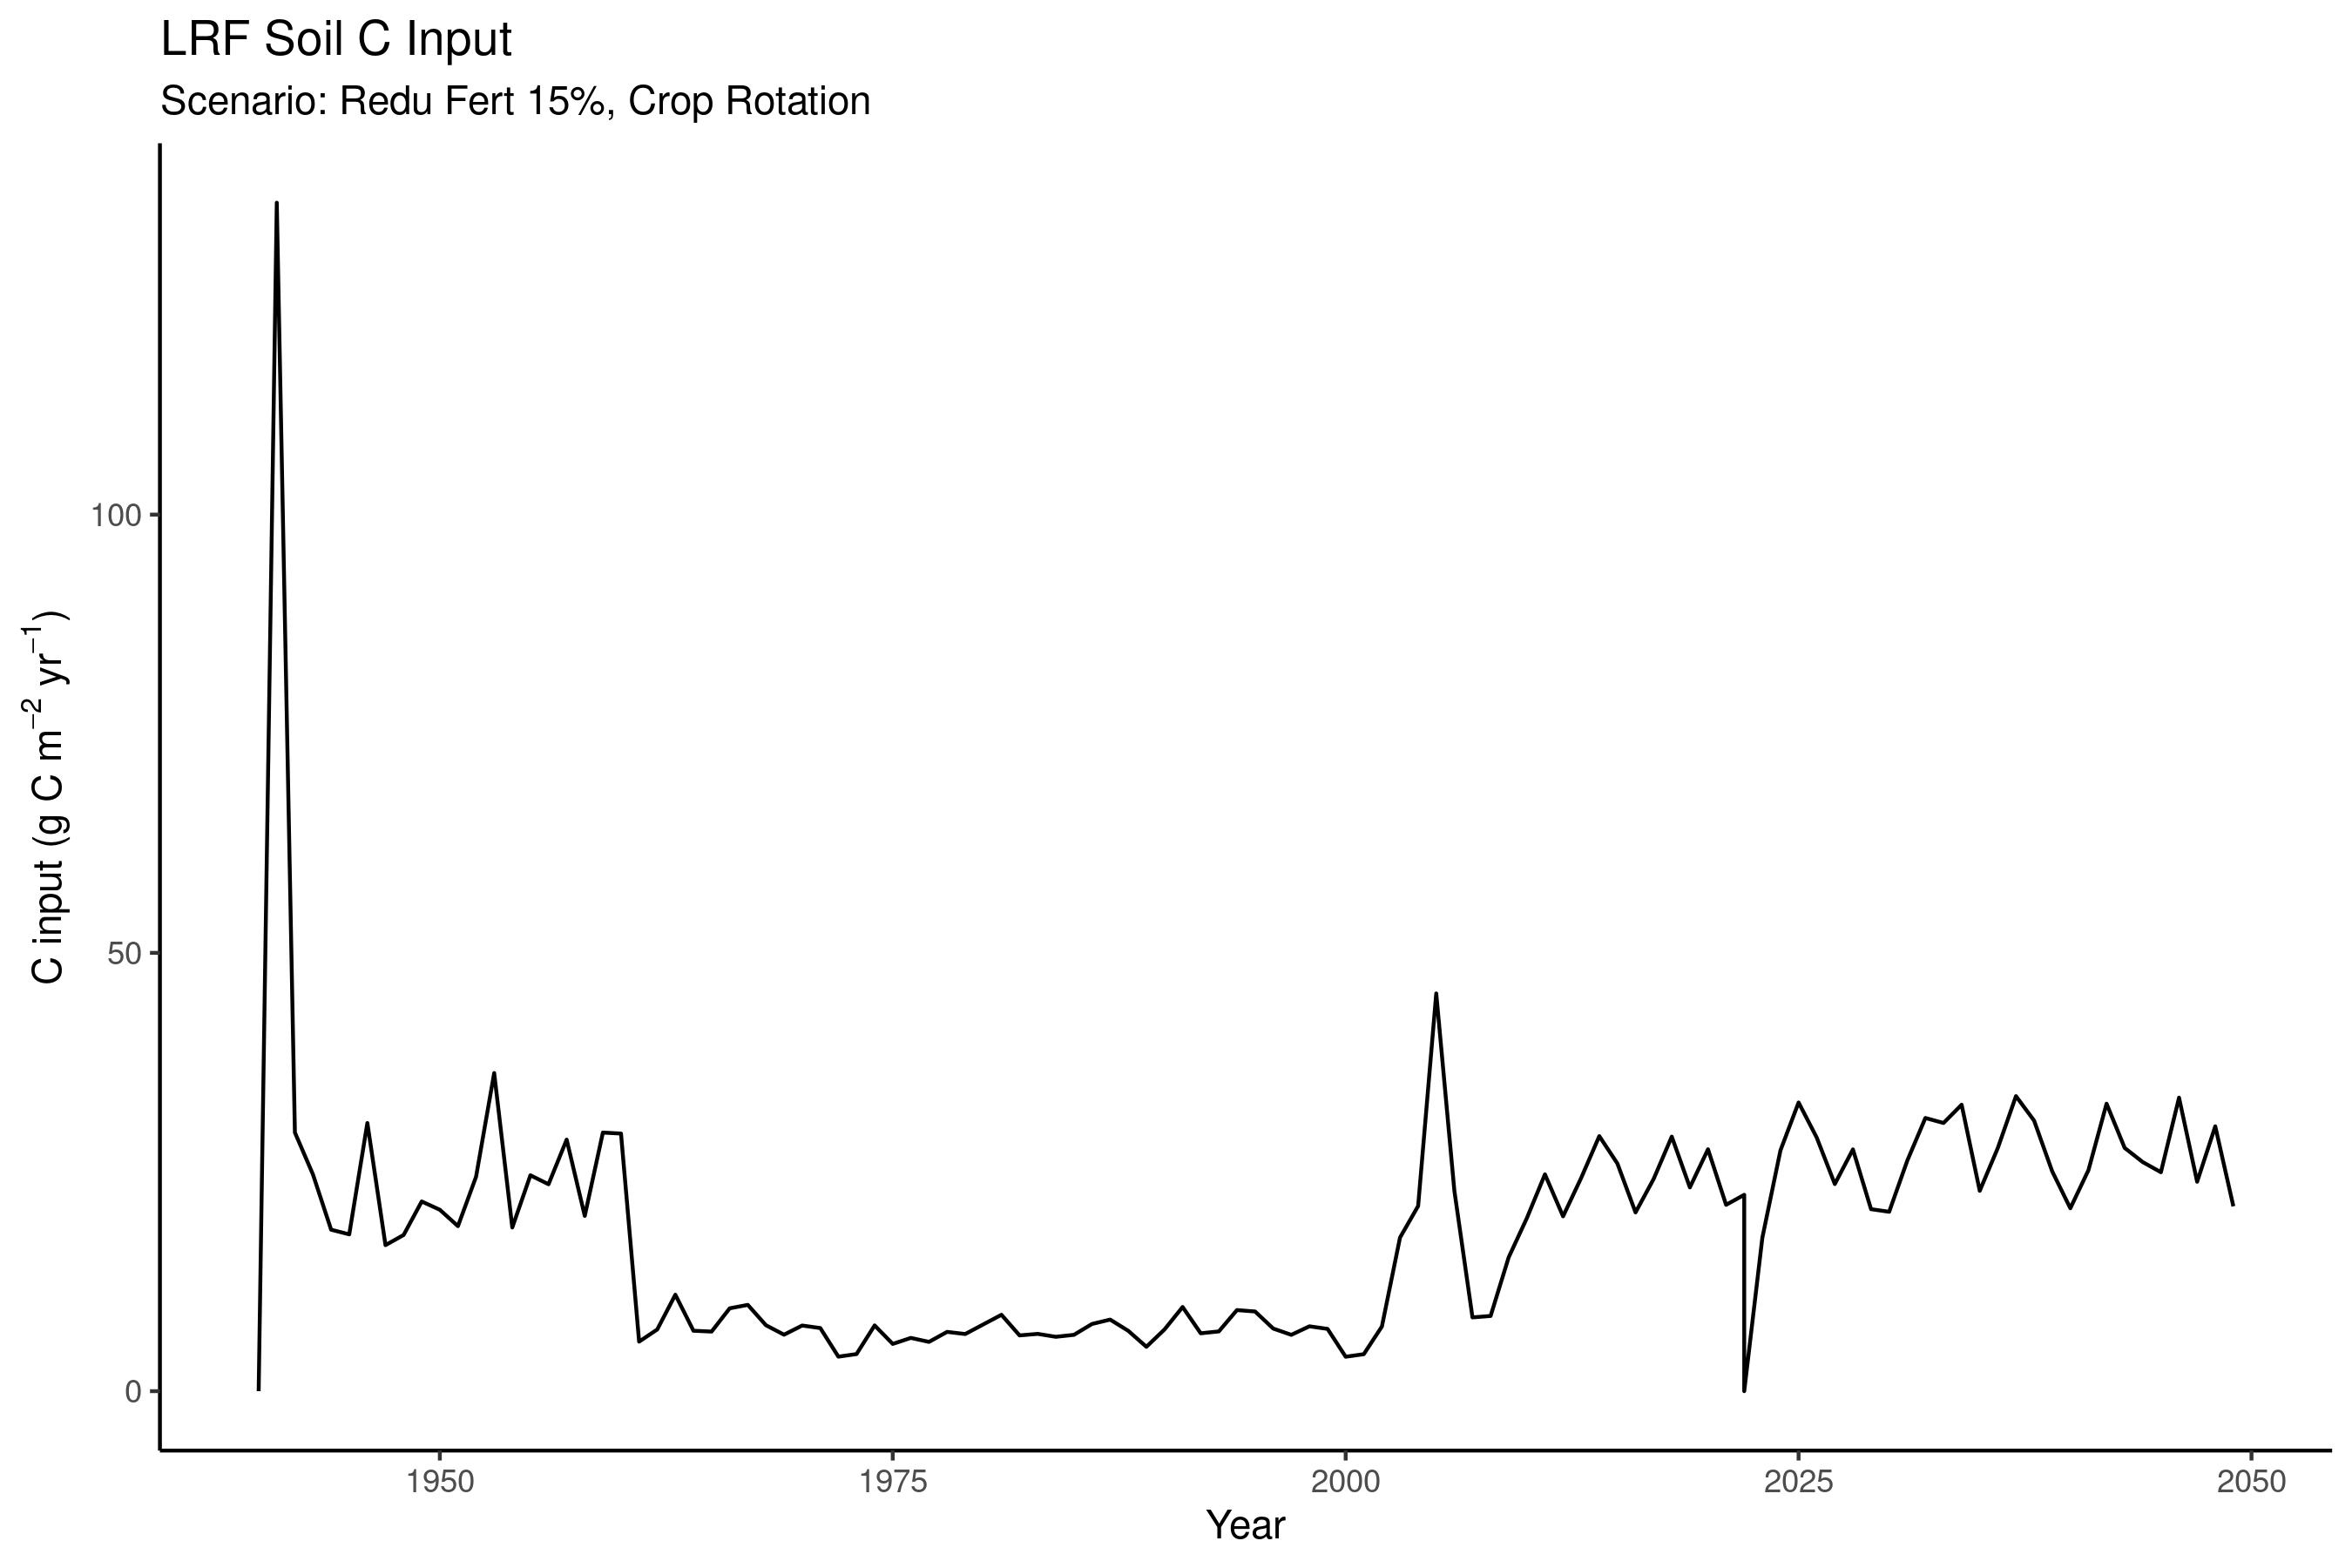 LRF Soil C Input
Scenario: Redu Fert 15%, Crop Rotation
C input (g C m⁻² yr⁻¹)
100
50
0
1950 1975 2000 2025 2050
Year